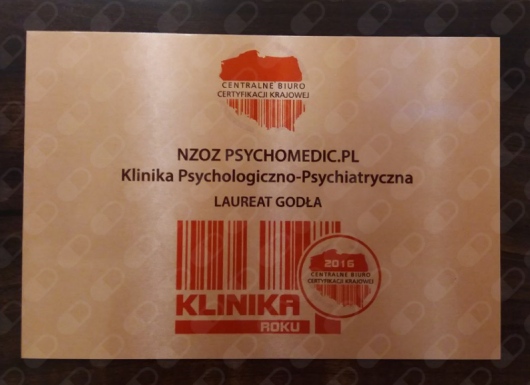 CENTRALNE BIURO
CERTYFIKACJI KRAJOWEJ
NZOZ PSYCHOMEDIC.PL
Klinika Psychologiczno-Psychiatryczna
LAUREAT GODŁA
2016
CENTRALNE BIURO
CERTYFIKACJI KRAJOWEJ
KLINIKA
ROKU